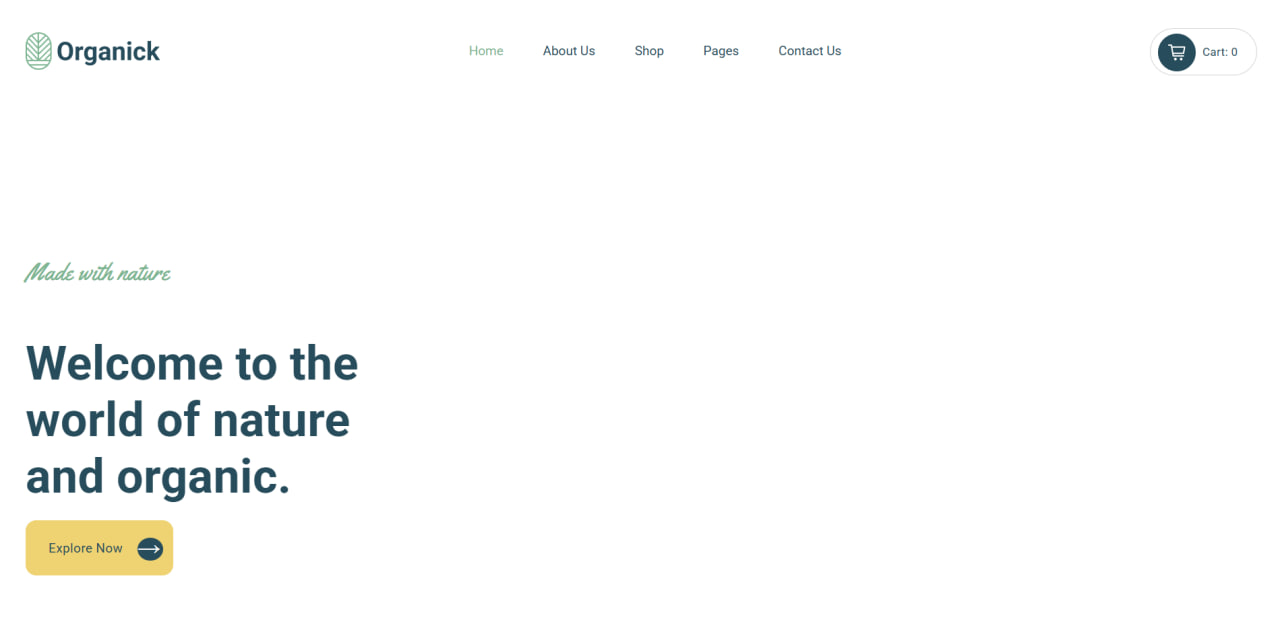 Organick
Home
About Us
Shop
Pages
Contact Us
Cart: 0
Made with nature
Welcome to the
world of nature
and organic.
Explore Now